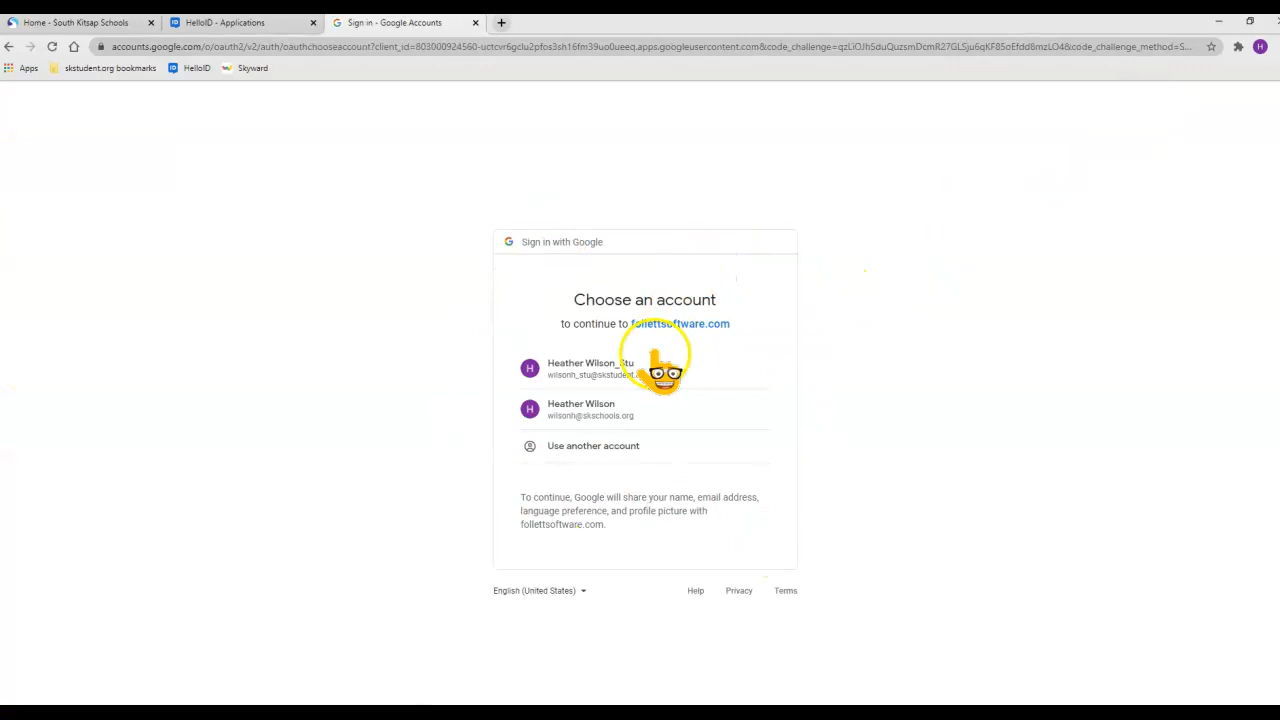 Home - South Kitsap Schools
HelloID - Applications
Sign in - Google Accounts
Apps
skstudent.org bookmarks
HelloID
Skyward
Sign in with Google
Choose an account
to continue to follettsoftware.com
Heather Wilson_Stu
wilsonh_stu@skstudent.
Heather Wilson
wilsonh@skschools.org
Use another account
To continue, Google will share your name, email address,
language preference, and profile picture with
follettsoftware.com.
English (United States)
Help
Privacy
Terms